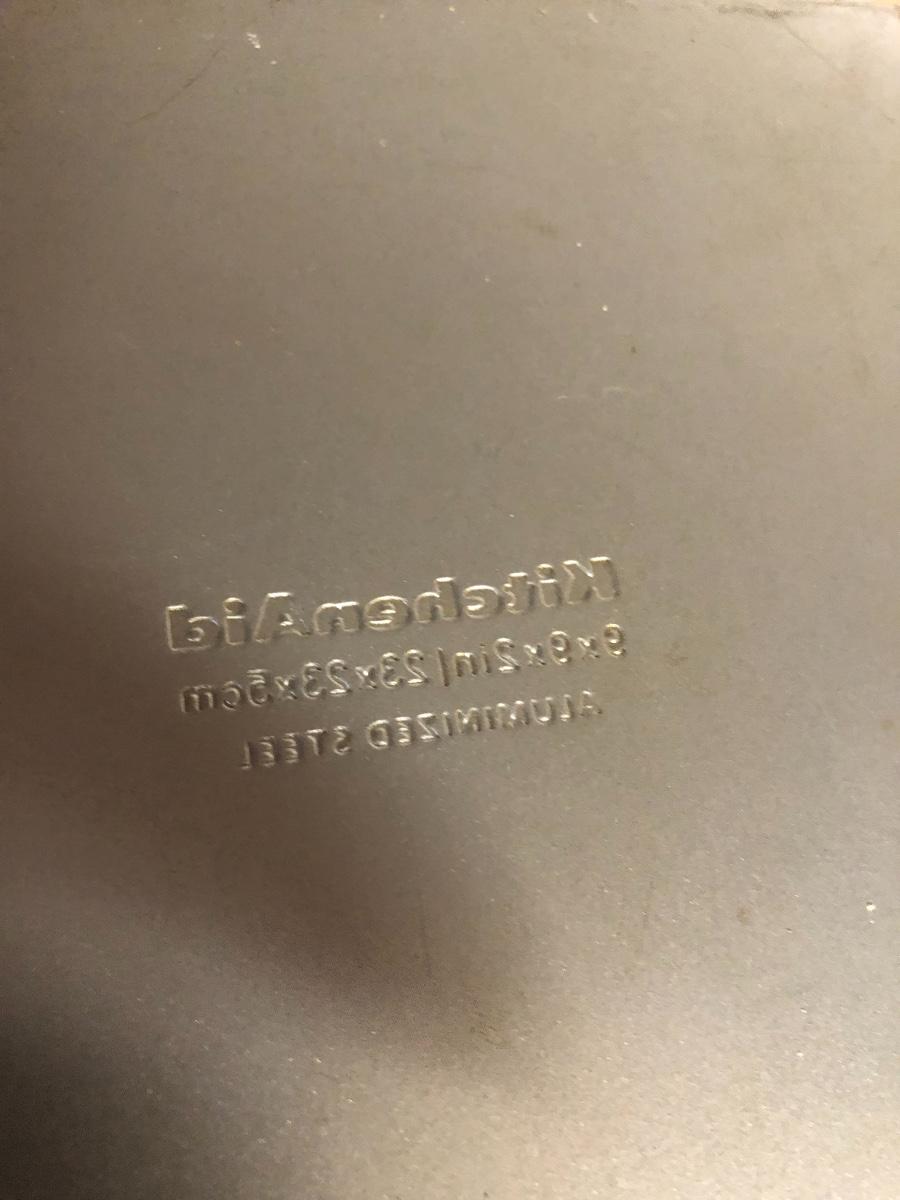 KitchenAid
9x9x2in | 23x23x5cm
ALUMINIZED STEEL